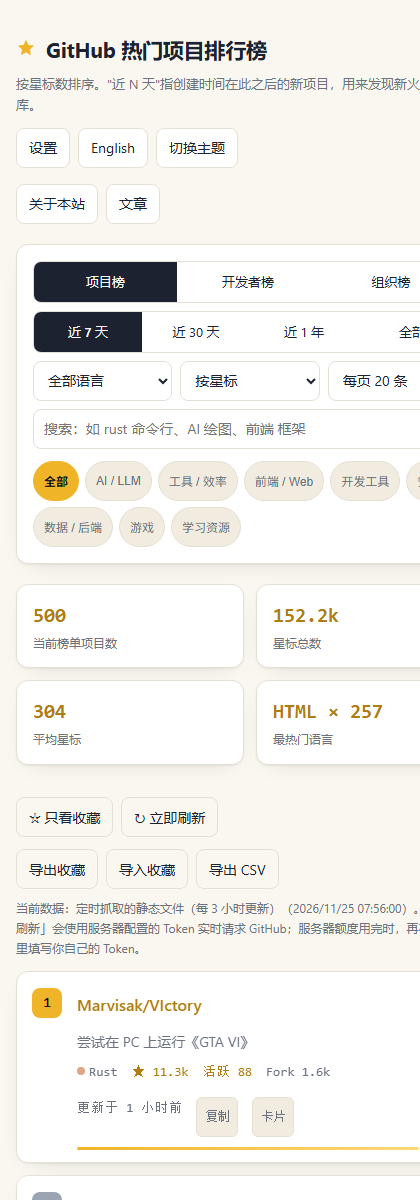 GitHub 热门项目排行榜
按星标数排序。"近 N 天"指创建时间在此之后的新项目，用来发现新火
库。
设置 English 切换主题
关于本站 文章
项目榜 开发者榜 组织榜
近 7 天 近 30 天 近 1 年 全部
全部语言 按星标 每页 20 条
搜索：如 rust 命令行、AI 绘图、前端 框架
全部 AI / LLM 工具 / 效率 前端 / Web 开发工具
数据 / 后端 游戏 学习资源
500 152.2k
当前榜单项目数 星标总数
304 HTML × 257
平均星标 最热门语言
☆ 只看收藏 ↻ 立即刷新
导出收藏 导入收藏 导出 CSV
当前数据：定时抓取的静态文件（每 3 小时更新）（2026/11/25 07:56:00）。
刷新」会使用服务器配置的 Token 实时请求 GitHub；服务器额度用完时，再
里填写你自己的 Token。
1 Marvisak/VIctory
尝试在 PC 上运行《GTA VI》
Rust ★ 11.3k 活跃 88 Fork 1.6k
更新于 1 小时前 复制 卡片